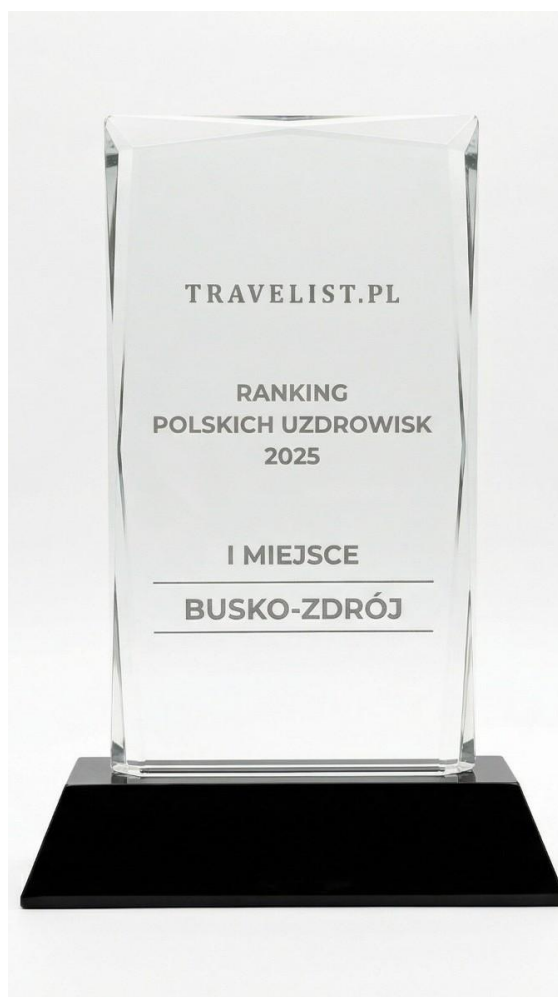 TRAVELIST.PL
RANKING
POLSKICH UZDROWISK
2025
I MIEJSCE
BUSKO-ZDRÓJ